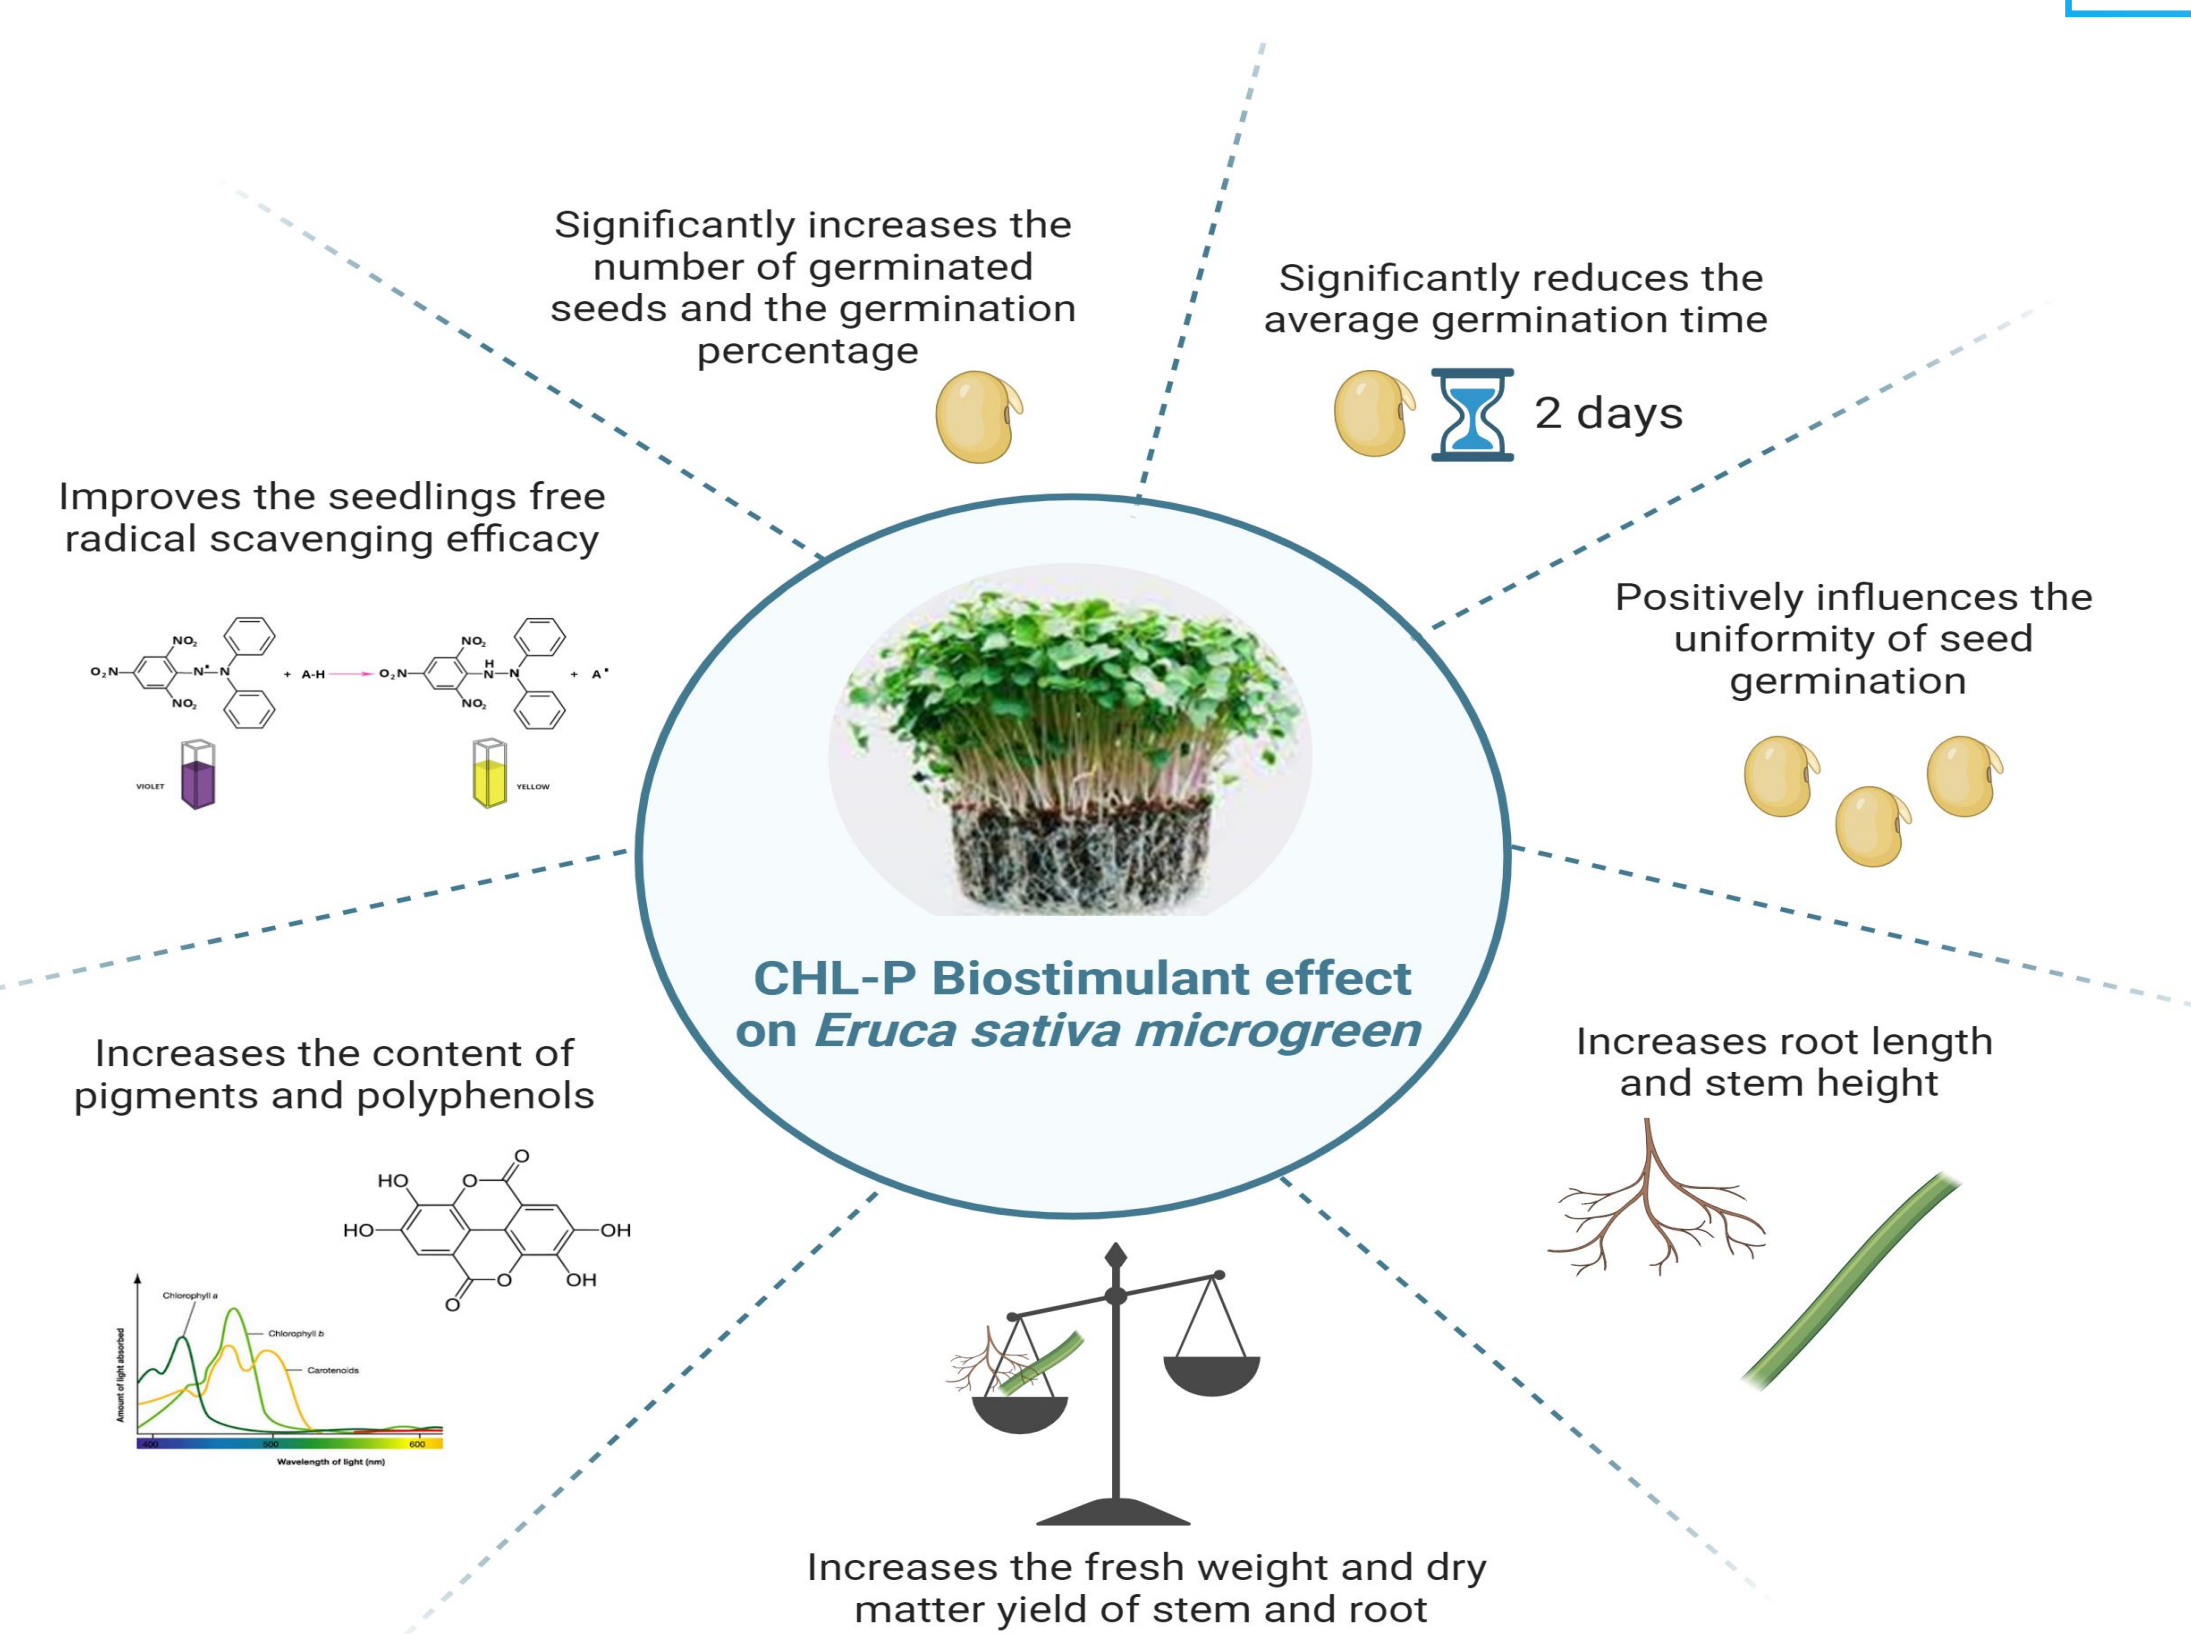 Significantly increases the
number of germinated
seeds and the germination
percentage
Significantly reduces the
average germination time
2 days
Improves the seedlings free
radical scavenging efficacy
NO2
O2N
N•
N
NO2
+ A-H
NO2
O2N
H
N
N
NO2
+ A•
VIOLET
YELLOW
Positively influences the
uniformity of seed
germination
CHL-P Biostimulant effect
on Eruca sativa microgreen
Increases the content of
pigments and polyphenols
O
HO
O
HO
OH
O
OH
O
Chlorophyll a
Chlorophyll b
Carotenoids
Amount of light absorbed
400
500
600
Wavelength of light (nm)
Increases root length
and stem height
Increases the fresh weight and dry
matter yield of stem and root